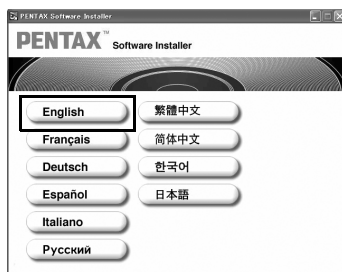 PENTAX Software Installer
PENTAX™ Software Installer
English
Français
Deutsch
Español
Italiano
Русский
繁體中文
简体中文
한국어
日本語